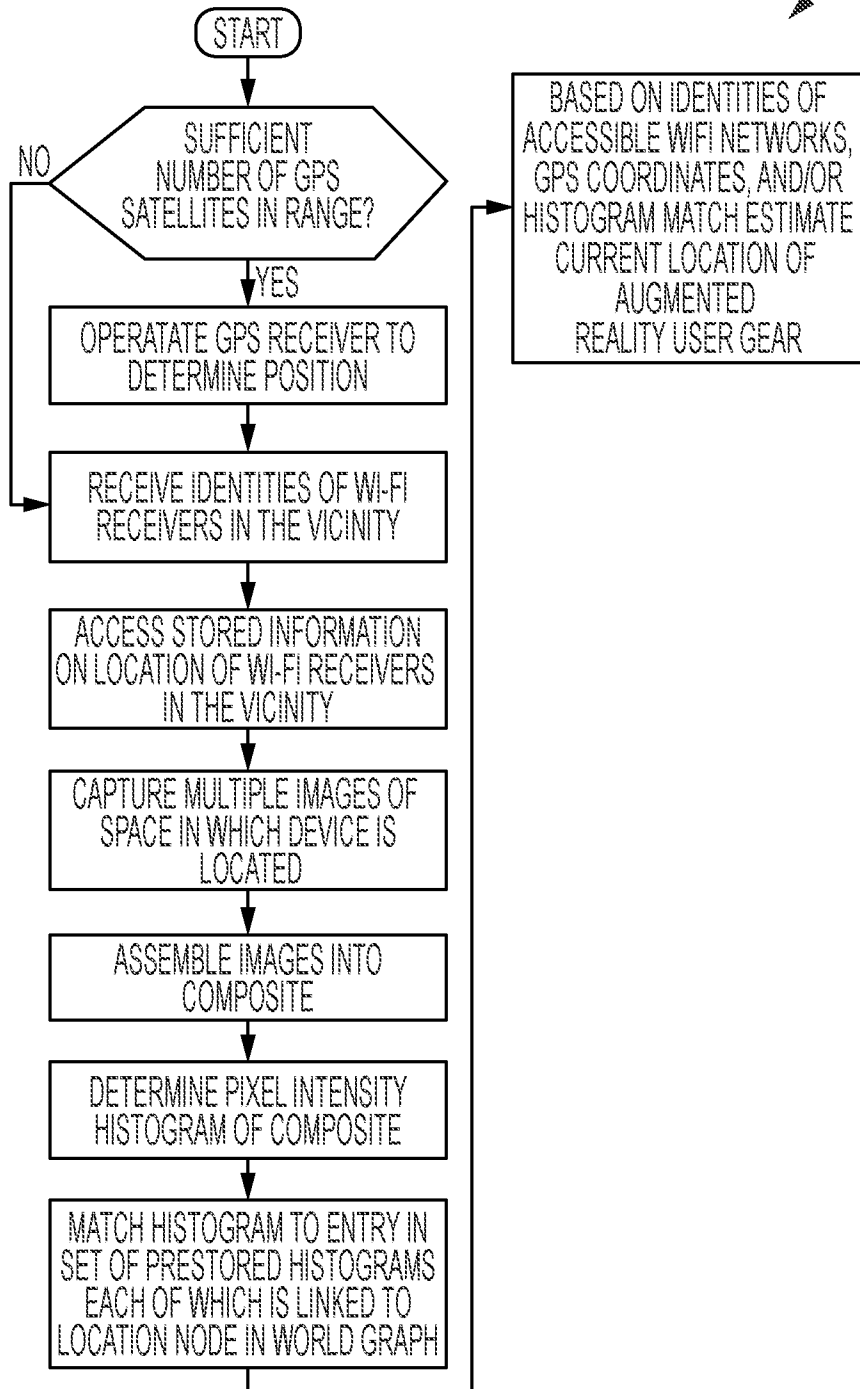 START
SUFFICIENT
NUMBER OF GPS
SATELLITES IN RANGE?
NO
YES
OPERATATE GPS RECEIVER TO
DETERMINE POSITION
RECEIVE IDENTITIES OF WI-FI
RECEIVERS IN THE VICINITY
ACCESS STORED INFORMATION
ON LOCATION OF WI-FI RECEIVERS
IN THE VICINITY
CAPTURE MULTIPLE IMAGES OF
SPACE IN WHICH DEVICE IS
LOCATED
ASSEMBLE IMAGES INTO
COMPOSITE
DETERMINE PIXEL INTENSITY
HISTOGRAM OF COMPOSITE
MATCH HISTOGRAM TO ENTRY IN
SET OF PRESTORED HISTOGRAMS
EACH OF WHICH IS LINKED TO
LOCATION NODE IN WORLD GRAPH
BASED ON IDENTITIES OF
ACCESSIBLE WIFI NETWORKS,
GPS COORDINATES, AND/OR
HISTOGRAM MATCH ESTIMATE
CURRENT LOCATION OF
AUGMENTED
REALITY USER GEAR